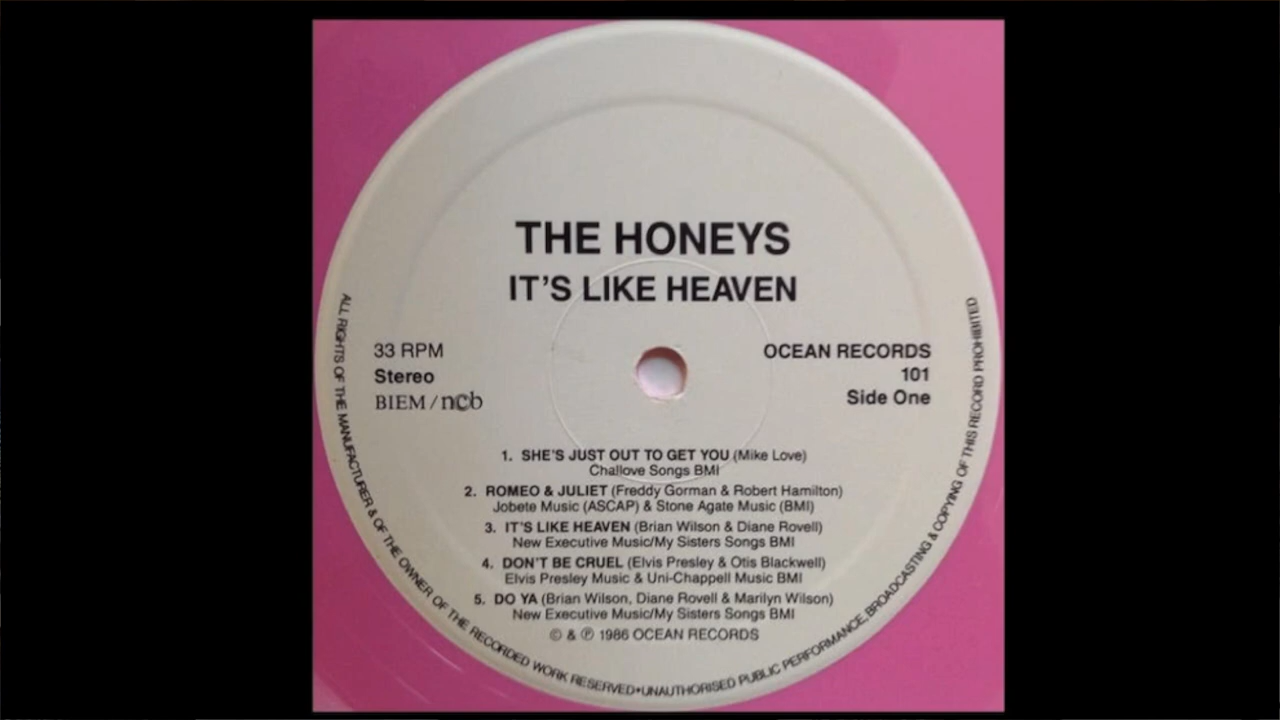 THE HONEYS
IT'S LIKE HEAVEN
33 RPM
Stereo
BIEM/ncb
OCEAN RECORDS
101
Side One
1. SHE'S JUST OUT TO GET YOU (Mike Love)
Challove Songs BMI
2. ROMEO & JULIET (Freddy Gorman & Robert Hamilton)
Jobete Music (ASCAP) & Stone Agate Music (BMI)
3. IT'S LIKE HEAVEN (Brian Wilson & Diane Rovell)
New Executive Music/My Sisters Songs BMI
4. DON'T BE CRUEL (Elvis Presley & Otis Blackwell)
Elvis Presley Music & Uni-Chappell Music BMI
5. DO YA (Brian Wilson, Diane Rovell & Marilyn Wilson)
New Executive Music/My Sisters Songs BMI
© & ℗ 1986 OCEAN RECORDS
ALL RIGHTS OF THE MANUFACTURER & OF THE OWNER OF THE RECORDED WORK RESERVED•UNAUTHORISED PUBLIC PERFORMANCE, BROADCASTING & COPYING OF THIS RECORD PROHIBITED